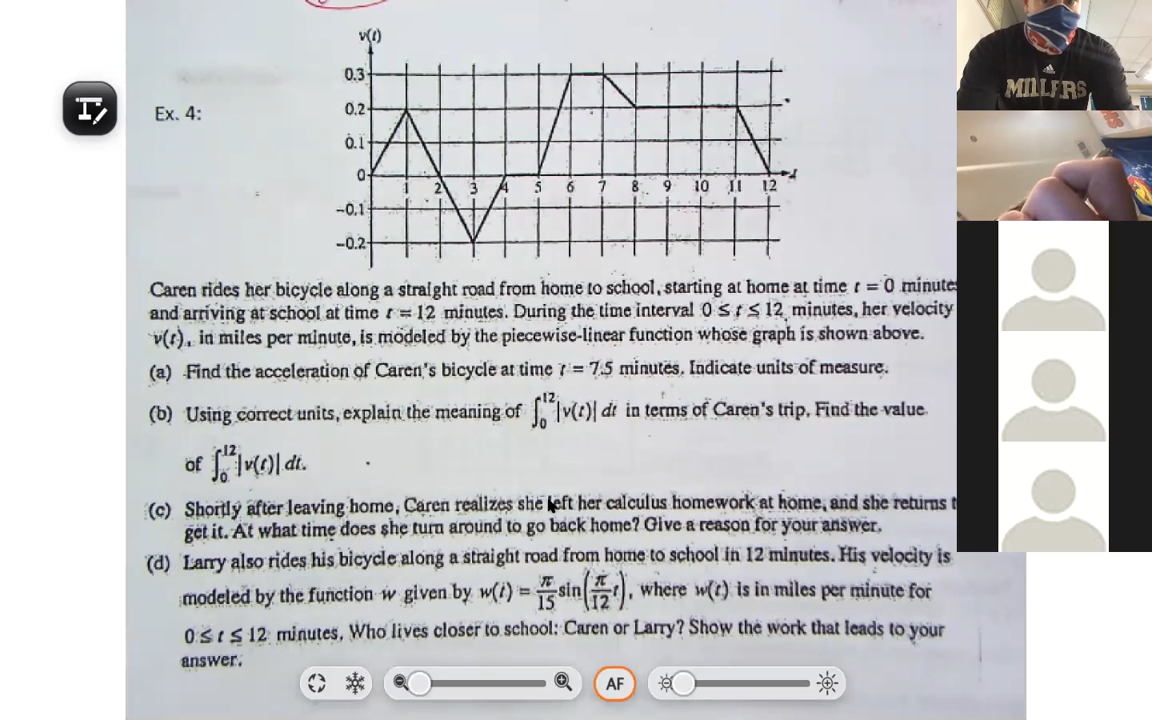 v(t)
0.3
0.2
0.1
0
-0.1
-0.2
1 2 3 4 5 6 7 8 9 10 11 12
t
Ex. 4:
Caren rides her bicycle along a straight road from home to school, starting at home at time t = 0 minute
and arriving at school at time t = 12 minutes. During the time interval 0 ≤ t ≤ 12 minutes, her velocity
v(t), in miles per minute, is modeled by the piecewise-linear function whose graph is shown above.
(a) Find the acceleration of Caren's bicycle at time t = 7.5 minutes. Indicate units of measure.
(b) Using correct units, explain the meaning of ∫₀¹² |v(t)| dt in terms of Caren's trip. Find the value
of ∫₀¹² |v(t)| dt.
(c) Shortly after leaving home, Caren realizes she left her calculus homework at home, and she returns t
get it. At what time does she turn around to go back home? Give a reason for your answer.
(d) Larry also rides his bicycle along a straight road from home to school in 12 minutes. His velocity is
modeled by the function w given by w(t) = π/15 sin(π/12 t), where w(t) is in miles per minute for
0 ≤ t ≤ 12 minutes. Who lives closer to school: Caren or Larry? Show the work that leads to your
answer.
AF
adidas
MILLERS